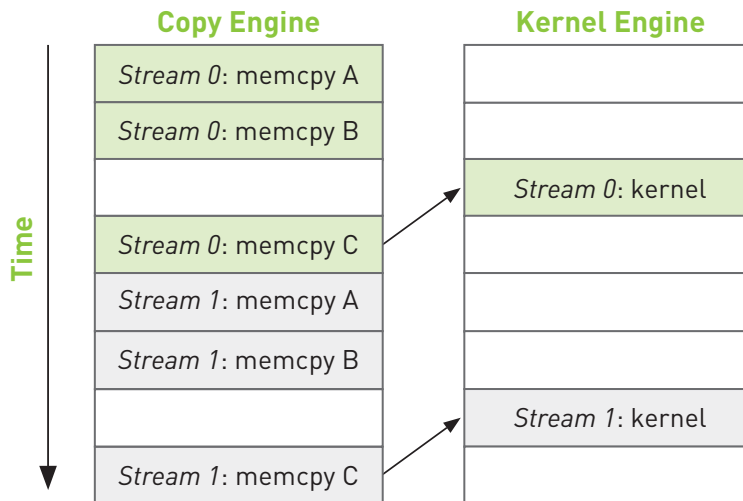 Copy Engine
Kernel Engine
Time
Stream 0: memcpy A
Stream 0: memcpy B
Stream 0: kernel
Stream 0: memcpy C
Stream 1: memcpy A
Stream 1: memcpy B
Stream 1: kernel
Stream 1: memcpy C